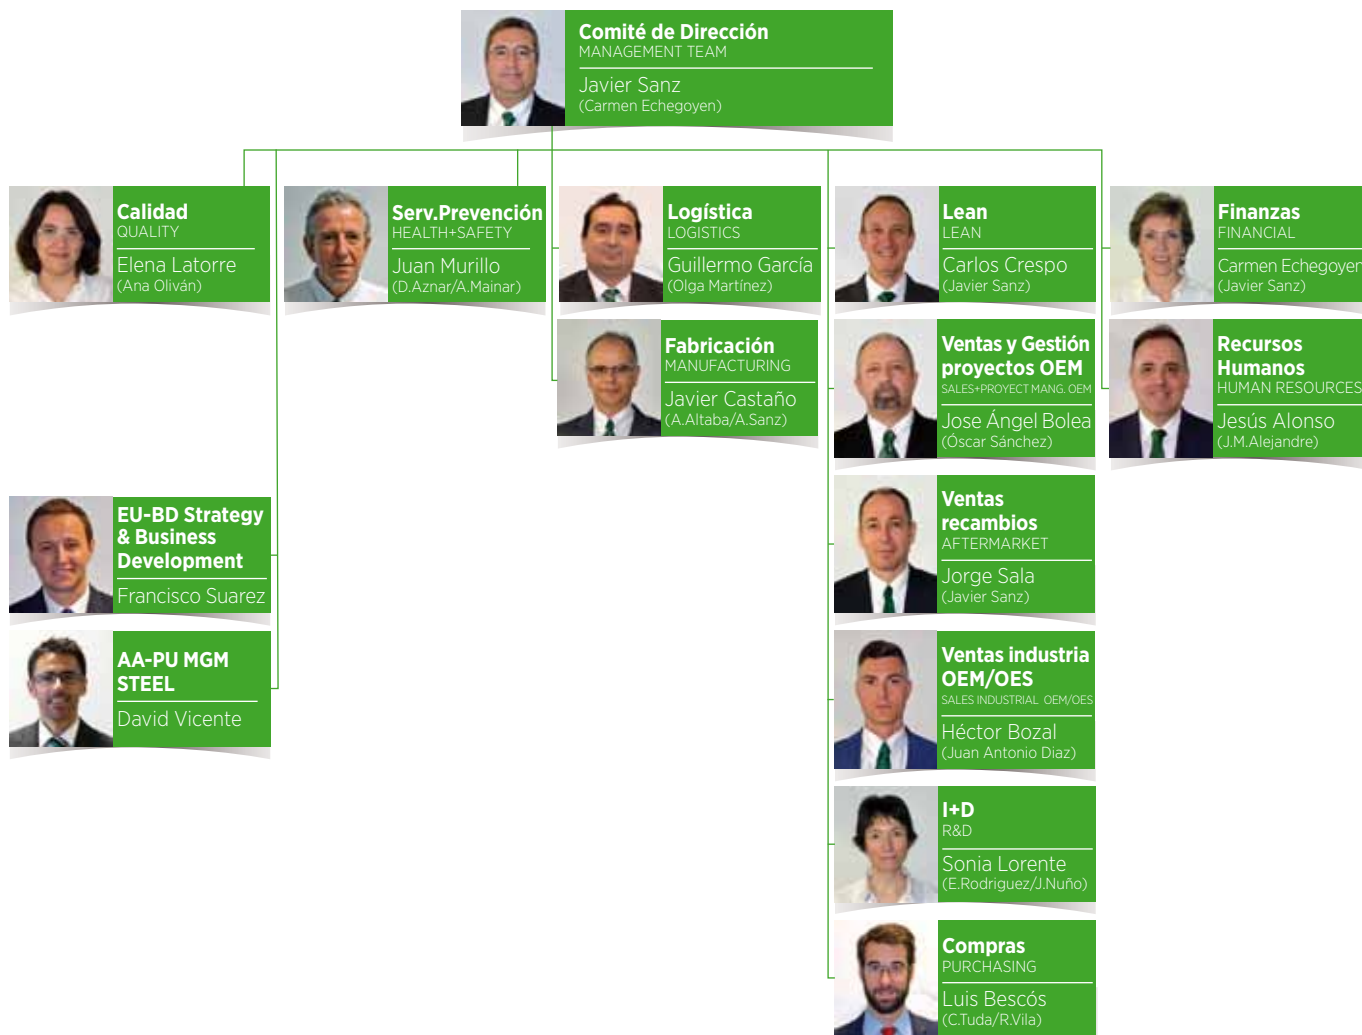 Comité de Dirección
MANAGEMENT TEAM
Javier Sanz
(Carmen Echegoyen)
Calidad
QUALITY
Elena Latorre
(Ana Oliván)
Serv.Prevención
HEALTH+SAFETY
Juan Murillo
(D.Aznar/A.Mainar)
Logística
LOGISTICS
Guillermo García
(Olga Martínez)
Lean
LEAN
Carlos Crespo
(Javier Sanz)
Finanzas
FINANCIAL
Carmen Echegoyen
(Javier Sanz)
Fabricación
MANUFACTURING
Javier Castaño
(A.Altaba/A.Sanz)
Ventas y Gestión
proyectos OEM
SALES+PROYECT MANG. OEM
Jose Ángel Bolea
(Óscar Sánchez)
Recursos
Humanos
HUMAN RESOURCES
Jesús Alonso
(J.M.Alejandre)
EU-BD Strategy
& Business
Development
Francisco Suarez
Ventas
recambios
AFTERMARKET
Jorge Sala
(Javier Sanz)
AA-PU MGM
STEEL
David Vicente
Ventas industria
OEM/OES
SALES INDUSTRIAL OEM/OES
Héctor Bozal
(Juan Antonio Diaz)
I+D
R&D
Sonia Lorente
(E.Rodriguez/J.Nuño)
Compras
PURCHASING
Luis Bescós
(C.Tuda/R.Vila)